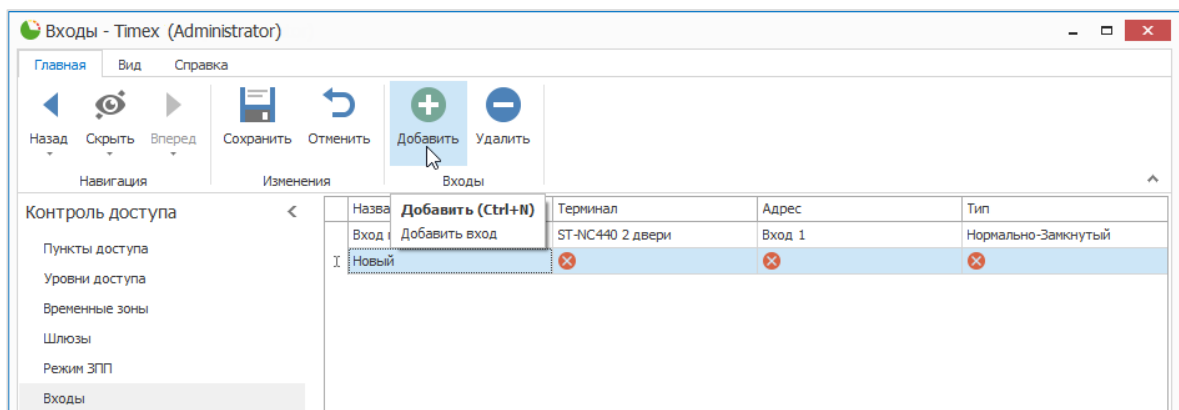 Входы - Timex (Administrator)
Главная Вид Справка
Назад Скрыть Вперед Сохранить Отменить Добавить Удалить
Навигация Изменения Входы
Контроль доступа
Пункты доступа
Уровни доступа
Временные зоны
Шлюзы
Режим ЗПП
Входы
Добавить (Ctrl+N) Терминал Адрес Тип
Вход Добавить вход ST-NC440 2 двери Вход 1 Нормально-Замкнутый
Новый